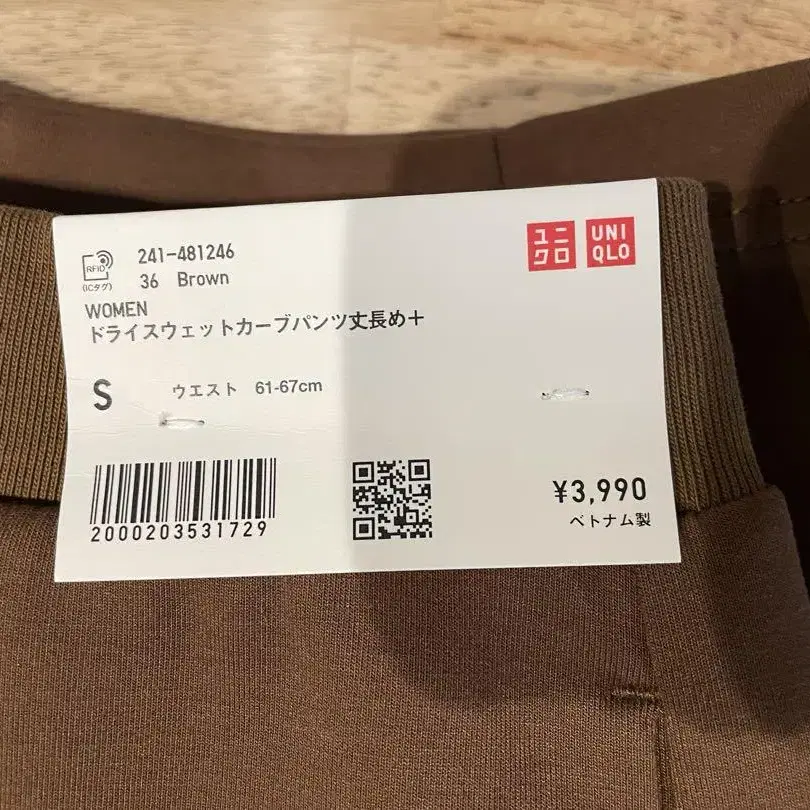 241-481246
36 Brown
RFID
(ICタグ)
ユニ
クロ
UNI
QLO
WOMEN
ドライスウェットカーブパンツ丈長め＋
S ウエスト 61-67cm
2000203531729
¥3,990
ベトナム製